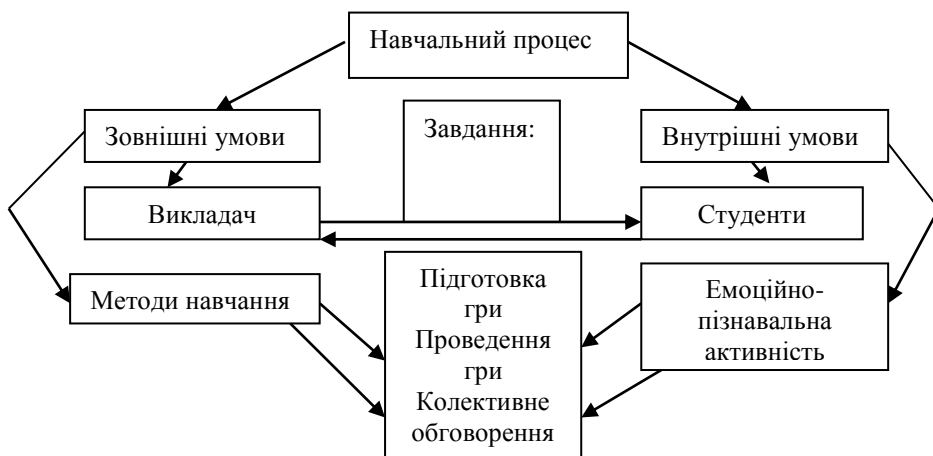 Навчальний процес
Зовнішні умови
Завдання:
Внутрішні умови
Викладач
Студенти
Методи навчання
Підготовка
гри
Проведення
гри
Колективне
обговорення
Емоційно-
пізнавальна
активність